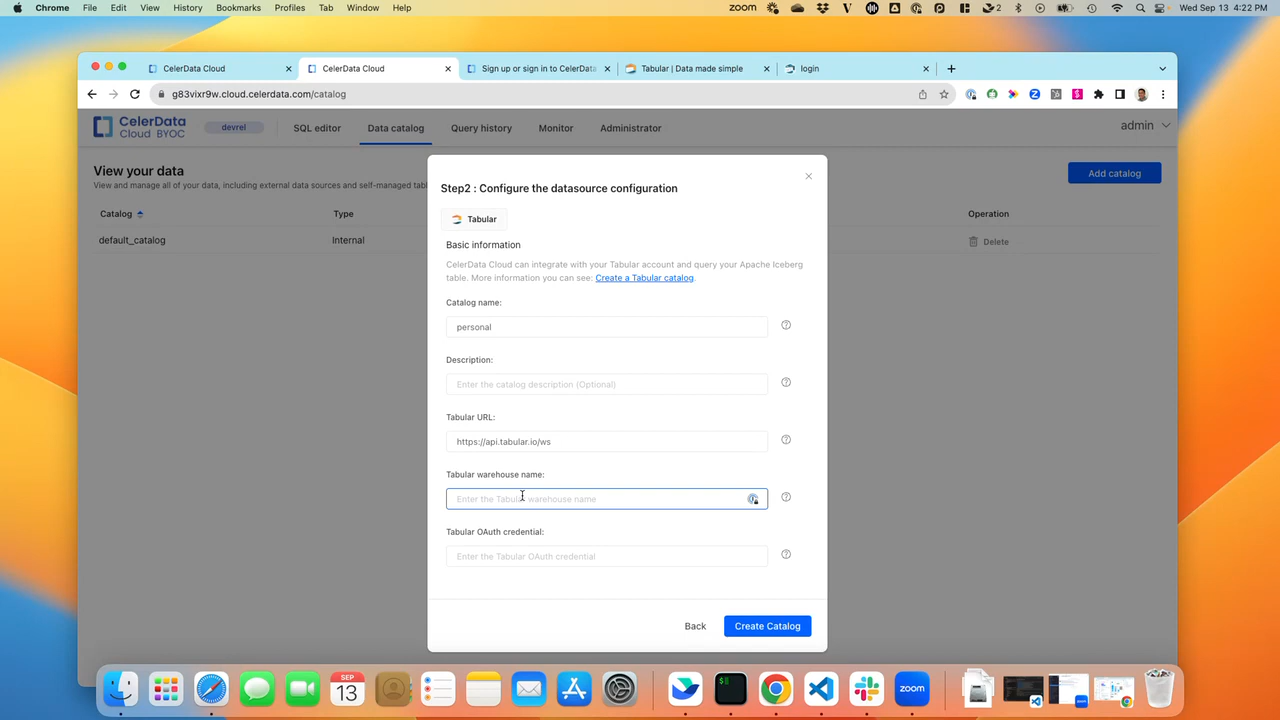 Chrome File Edit View History Bookmarks Profiles Tab Window Help
zoom 2 Wed Sep 13 4:22 PM
CelerData Cloud
CelerData Cloud
Sign up or sign in to CelerData
Tabular | Data made simple
login
g83vixr9w.cloud.celerdata.com/catalog
CelerData
Cloud BYOC
devrel
SQL editor
Data catalog
Query history
Monitor
Administrator
admin
View your data
View and manage all of your data, including external data sources and self-managed tabl
Add catalog
Catalog
Type
Operation
default_catalog
Internal
Delete
Step2 : Configure the datasource configuration
Tabular
Basic information
CelerData Cloud can integrate with your Tabular account and query your Apache Iceberg
table. More information you can see: Create a Tabular catalog.
Catalog name:
personal
Description:
Enter the catalog description (Optional)
Tabular URL:
https://api.tabular.io/ws
Tabular warehouse name:
Enter the Tabular warehouse name
Tabular OAuth credential:
Enter the Tabular OAuth credential
Back
Create Catalog
SEP
13
zoom